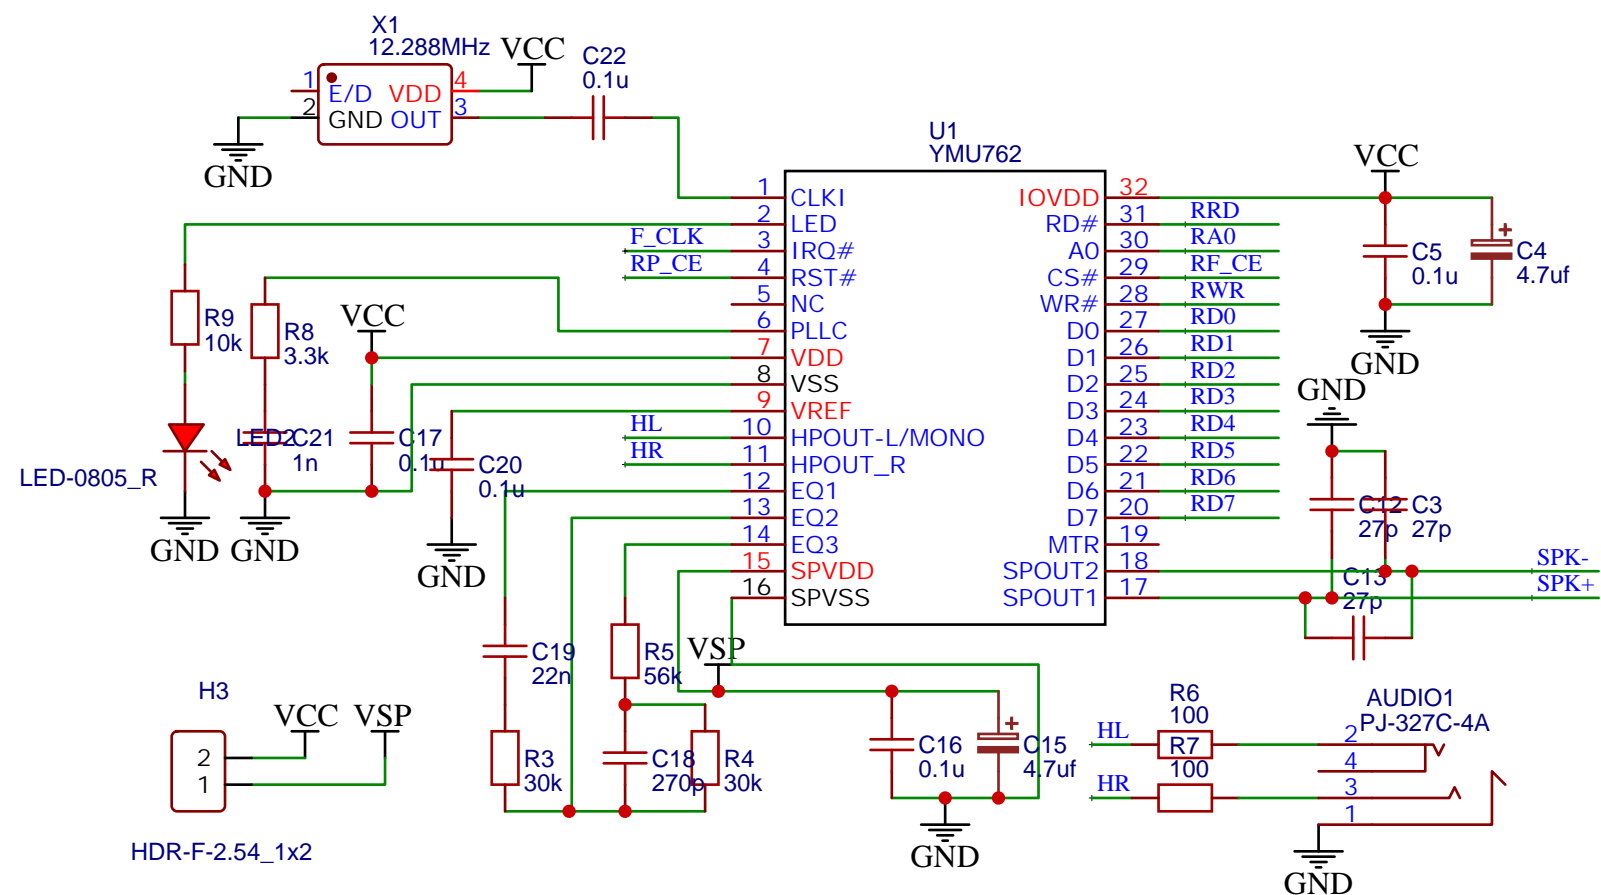 X1
12.288MHz
VCC
C22
0.1u
1
E/D
VDD
4
2
GND
OUT
3
GND
U1
YMU762
1
CLKI
2
LED
F_CLK
3
IRQ#
RP_CE
4
RST#
5
NC
6
PLLC
7
VDD
8
VSS
9
VREF
HL
10
HPOUT-L/MONO
HR
11
HPOUT_R
12
EQ1
13
EQ2
14
EQ3
15
SPVDD
16
SPVSS
IOVDD
32
RD#
31
RRD
A0
30
RA0
CS#
29
RF_CE
WR#
28
RWR
D0
27
RD0
D1
26
RD1
D2
25
RD2
D3
24
RD3
D4
23
RD4
D5
22
RD5
D6
21
RD6
D7
20
RD7
MTR
19
SPOUT2
18
SPOUT1
17
VCC
C5
0.1u
C4
4.7uf
GND
GND
C12
27p
C3
27p
SPK-
C13
27p
SPK+
R9
10k
R8
3.3k
VCC
LED2
LED-0805_R
C21
1n
C17
0.1u
C20
0.1u
GND
GND
GND
C19
22n
R5
56k
VSP
R3
30k
C18
270p
R4
30k
C16
0.1u
C15
4.7uf
GND
H3
VCC
VSP
2
1
HDR-F-2.54_1x2
R6
100
HL
R7
100
HR
AUDIO1
PJ-327C-4A
2
4
3
1
GND